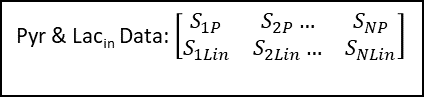 Pyr & Lac_in Data: [S_1P S_2P … S_NP
S_1Lin S_2Lin … S_NLin]